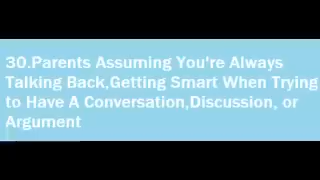 30.Parents Assuming You're Always
Talking Back,Getting Smart When Trying
to Have A Conversation,Discussion, or
Argument